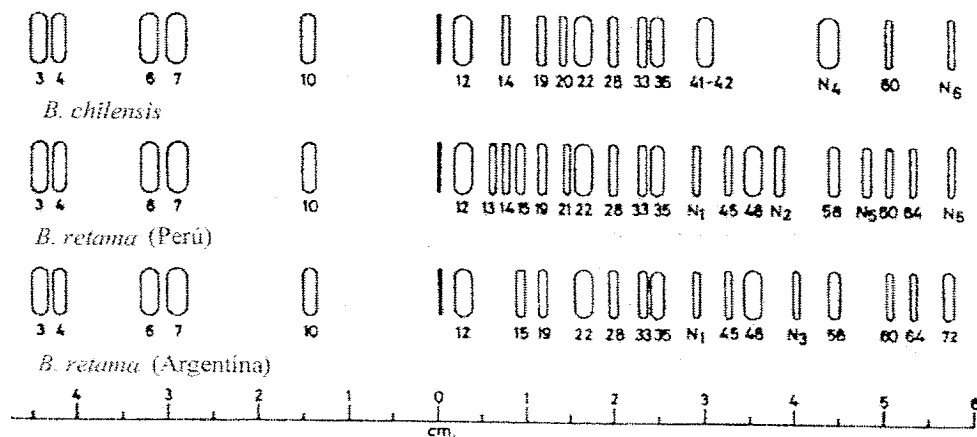 3 4 6 7 10 12 14 19 20 22 28 33 35 41-42 N4 60 N6
B. chilensis
3 4 6 7 10 12 13 14 15 19 21 22 28 33 35 N1 45 48 N2 58 N5 60 64 N6
B. retama (Perú)
3 4 6 7 10 12 15 19 22 28 33 35 N1 45 48 N3 58 60 64 72
B. retama (Argentina)
4 3 2 1 0 1 2 3 4 5 6
cm.